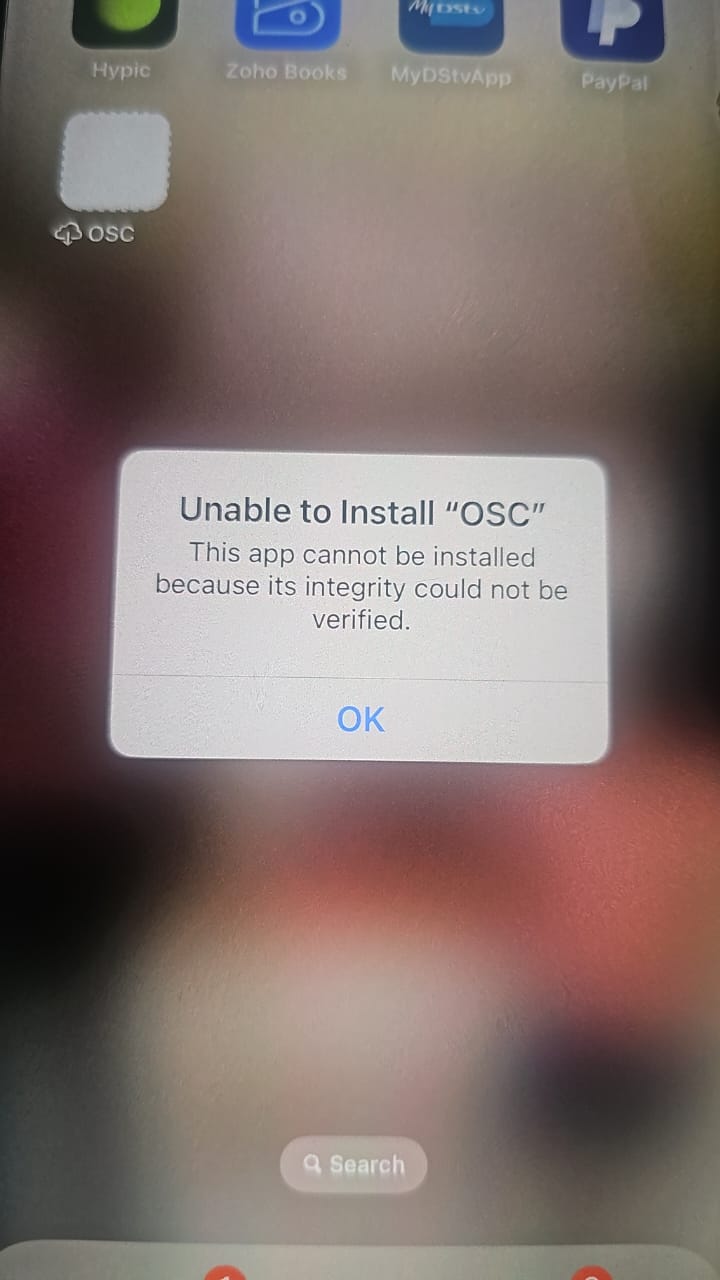 MyDStv
Hypic
Zoho Books
MyDStvApp
PayPal
OSC
Unable to Install “OSC”
This app cannot be installed
because its integrity could not be
verified.
OK
Search